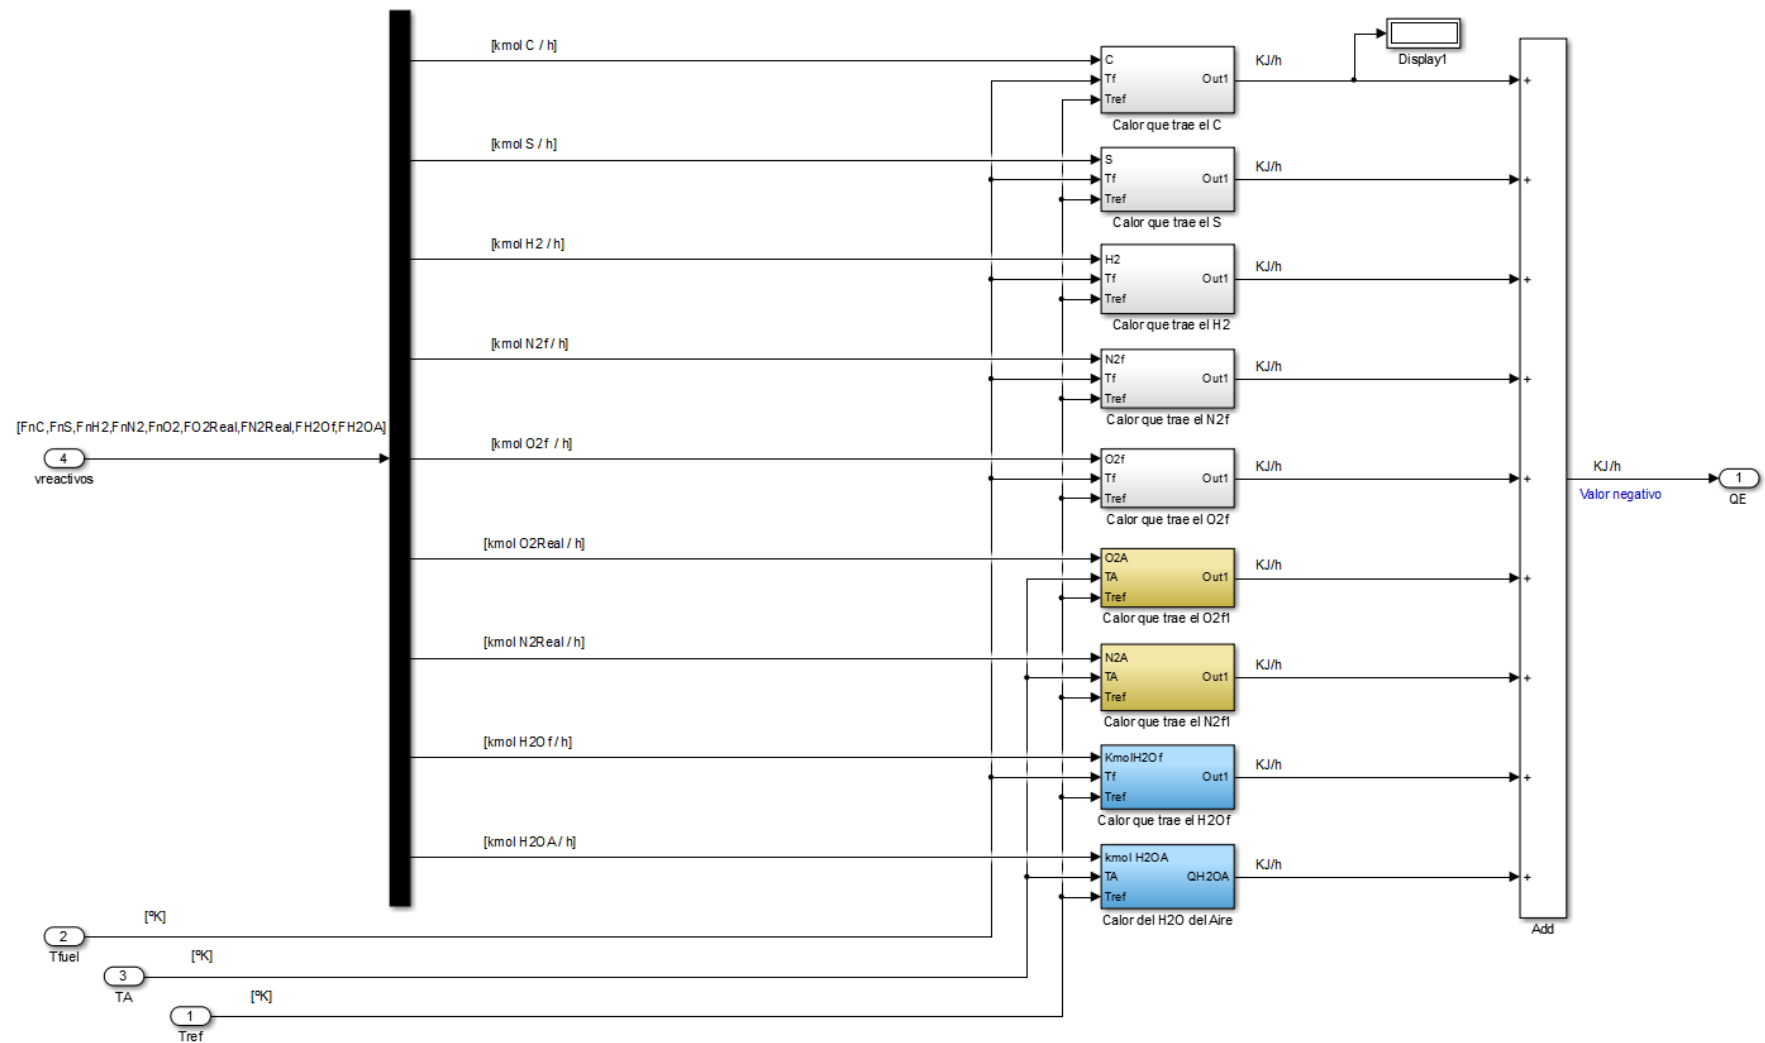 [kmol C / h]
C
Tf
Tref
Out1
Calor que trae el C
KJ/h
Display1
+
[kmol S / h]
S
Tf
Tref
Out1
Calor que trae el S
KJ/h
+
[kmol H2 / h]
H2
Tf
Tref
Out1
Calor que trae el H2
KJ/h
+
[kmol N2f / h]
N2f
Tf
Tref
Out1
Calor que trae el N2f
KJ/h
+
[FnC,FnS,FnH2,FnN2,FnO2,FO2Real,FN2Real,FH2Of,FH2OA]
4
vreactivos
[kmol O2f / h]
O2f
Tf
Tref
Out1
Calor que trae el O2f
KJ/h
+
KJ/h
Valor negativo
1
QE
[kmol O2Real / h]
O2A
TA
Tref
Out1
Calor que trae el O2f1
KJ/h
+
[kmol N2Real / h]
N2A
TA
Tref
Out1
Calor que trae el N2f1
KJ/h
+
[kmol H2Of / h]
KmolH2Of
Tf
Tref
Out1
Calor que trae el H2Of
KJ/h
+
[kmol H2OA / h]
kmol H2OA
TA
Tref
QH2OA
Calor del H2O del Aire
KJ/h
+
Add
[ºK]
2
Tfuel
[ºK]
3
TA
[ºK]
1
Tref